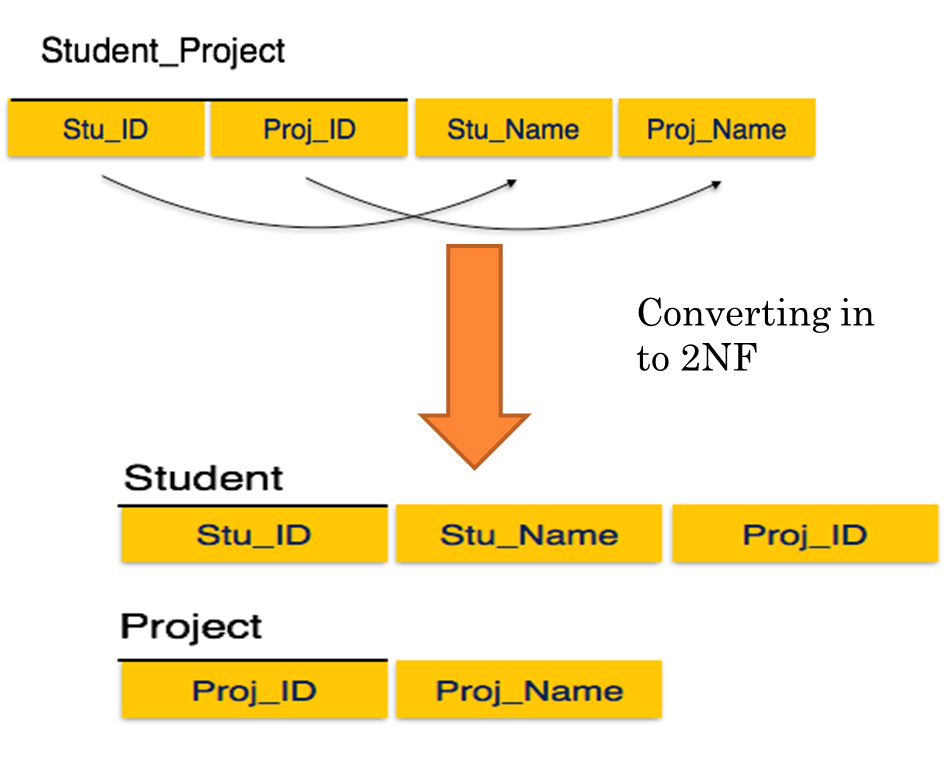 Student_Project
Stu_ID Proj_ID Stu_Name Proj_Name
Converting in
to 2NF
Student
Stu_ID Stu_Name Proj_ID
Project
Proj_ID Proj_Name